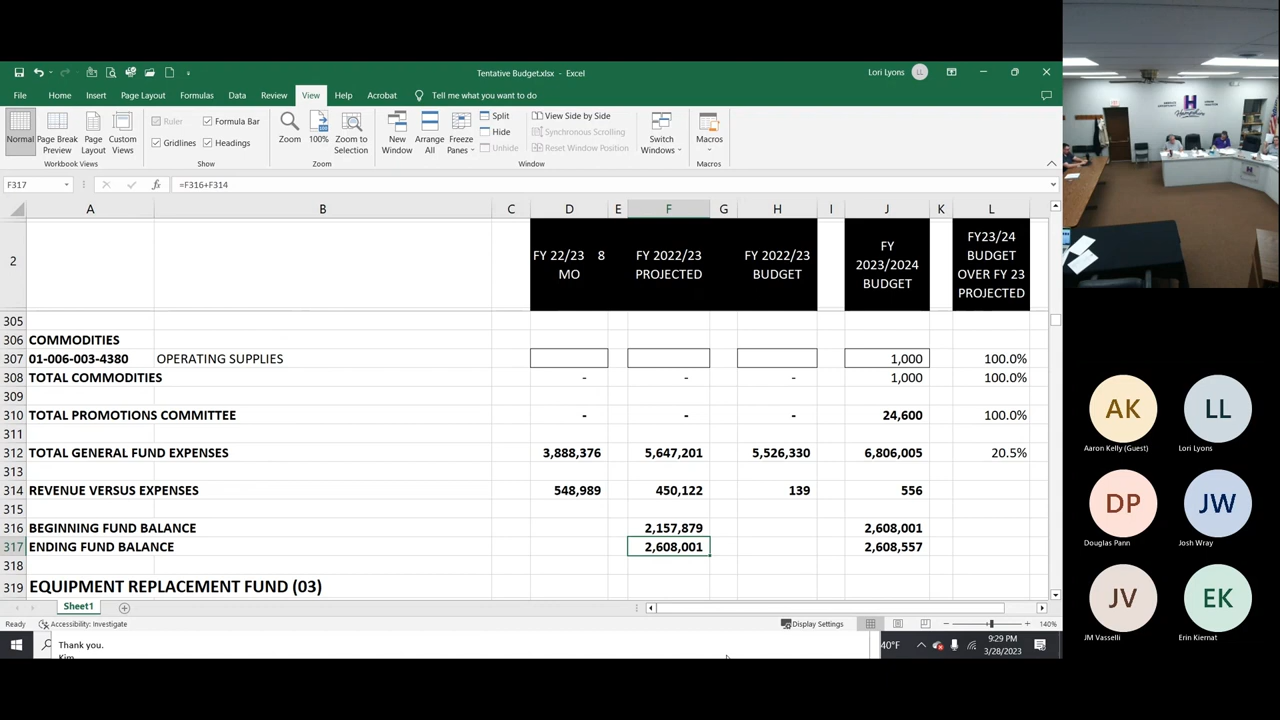 Tentative Budget.xlsx - Excel
Lori Lyons LL
File Home Insert Page Layout Formulas Data Review View Help Acrobat Tell me what you want to do
Normal
Page Break Preview
Page Layout
Custom Views
Ruler
Formula Bar
Gridlines
Headings
Zoom
100%
Zoom to Selection
New Window
Arrange All
Freeze Panes
Split
Hide
Unhide
View Side by Side
Synchronous Scrolling
Reset Window Position
Switch Windows
Macros
Workbook Views Show Zoom Window Macros
F317 fx =F316+F314
A B C D E F G H I J K L
2 FY 22/23 8 MO FY 2022/23 PROJECTED FY 2022/23 BUDGET FY 2023/2024 BUDGET FY23/24 BUDGET OVER FY 23 PROJECTED
305
306 COMMODITIES
307 01-006-003-4380 OPERATING SUPPLIES 1,000 100.0%
308 TOTAL COMMODITIES - - - 1,000 100.0%
309
310 TOTAL PROMOTIONS COMMITTEE - - - 24,600 100.0%
311
312 TOTAL GENERAL FUND EXPENSES 3,888,376 5,647,201 5,526,330 6,806,005 20.5%
313
314 REVENUE VERSUS EXPENSES 548,989 450,122 139 556
315
316 BEGINNING FUND BALANCE 2,157,879 2,608,001
317 ENDING FUND BALANCE 2,608,001 2,608,557
318
319 EQUIPMENT REPLACEMENT FUND (03)
Sheet1
Ready Accessibility: Investigate Display Settings 140%
Thank you.
Kim
40°F 9:29 PM
3/28/2023
AK
Aaron Kelly (Guest)
LL
Lori Lyons
DP
Douglas Pann
JW
Josh Wray
JV
JM Vasselli
EK
Erin Kiernat